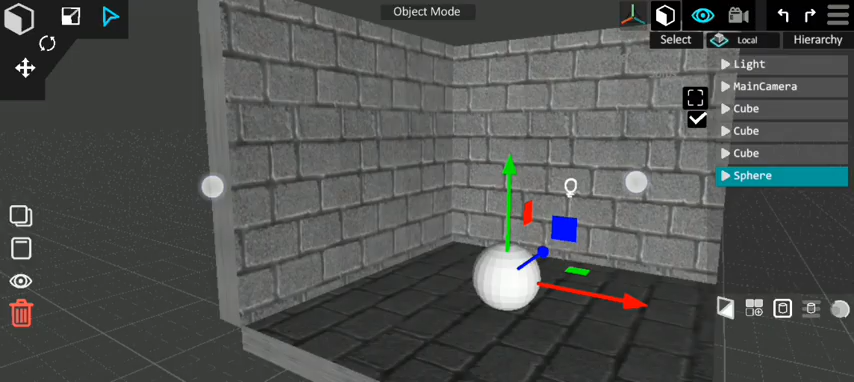 Object Mode
Select
Local
Hierarchy
Light
MainCamera
Cube
Cube
Cube
Sphere